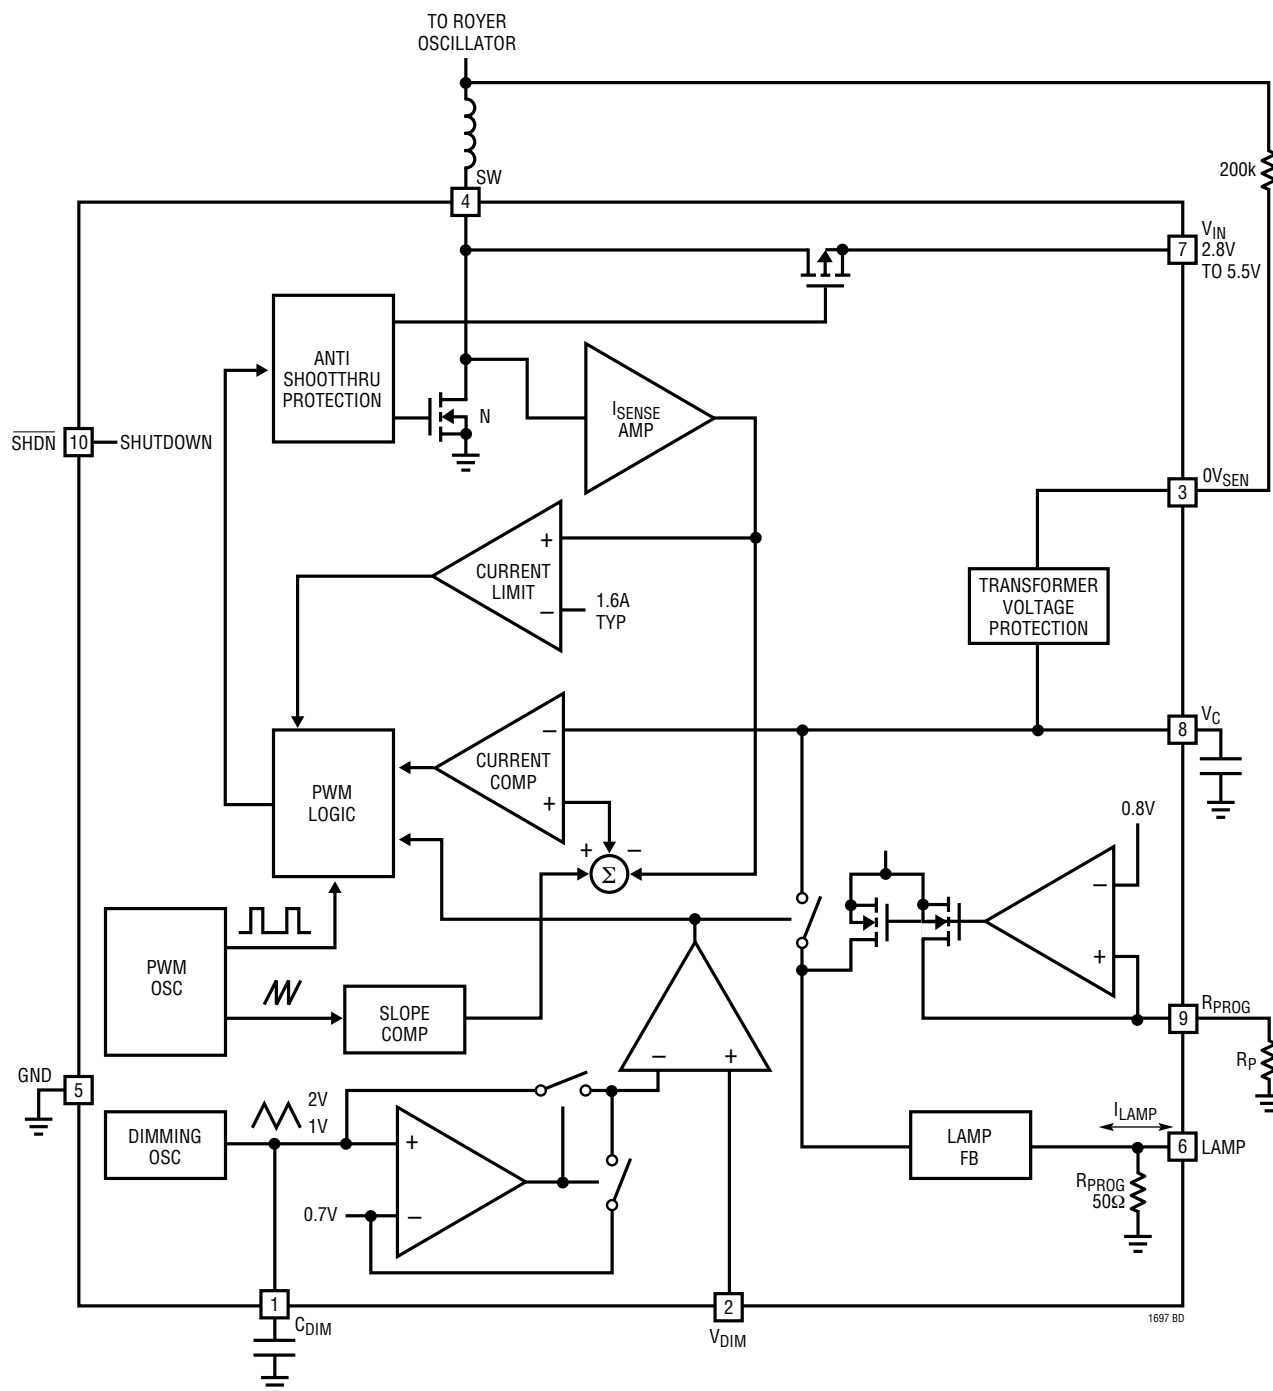 TO ROYER
OSCILLATOR
200k
SW
4
VIN
2.8V
TO 5.5V
7
ANTI
SHOOTTHRU
PROTECTION
N
ISENSE
AMP
SHDN
10
SHUTDOWN
0VSEN
3
+
CURRENT
LIMIT
−
1.6A
TYP
TRANSFORMER
VOLTAGE
PROTECTION
VC
8
−
CURRENT
COMP
+
PWM
LOGIC
0.8V
+
−
Σ
−
+
PWM
OSC
SLOPE
COMP
RPROG
9
RP
− +
GND
5
2V
1V
DIMMING
OSC
+
0.7V
−
ILAMP
LAMP
FB
6
LAMP
RPROG
50Ω
1
CDIM
2
VDIM
1697 BD